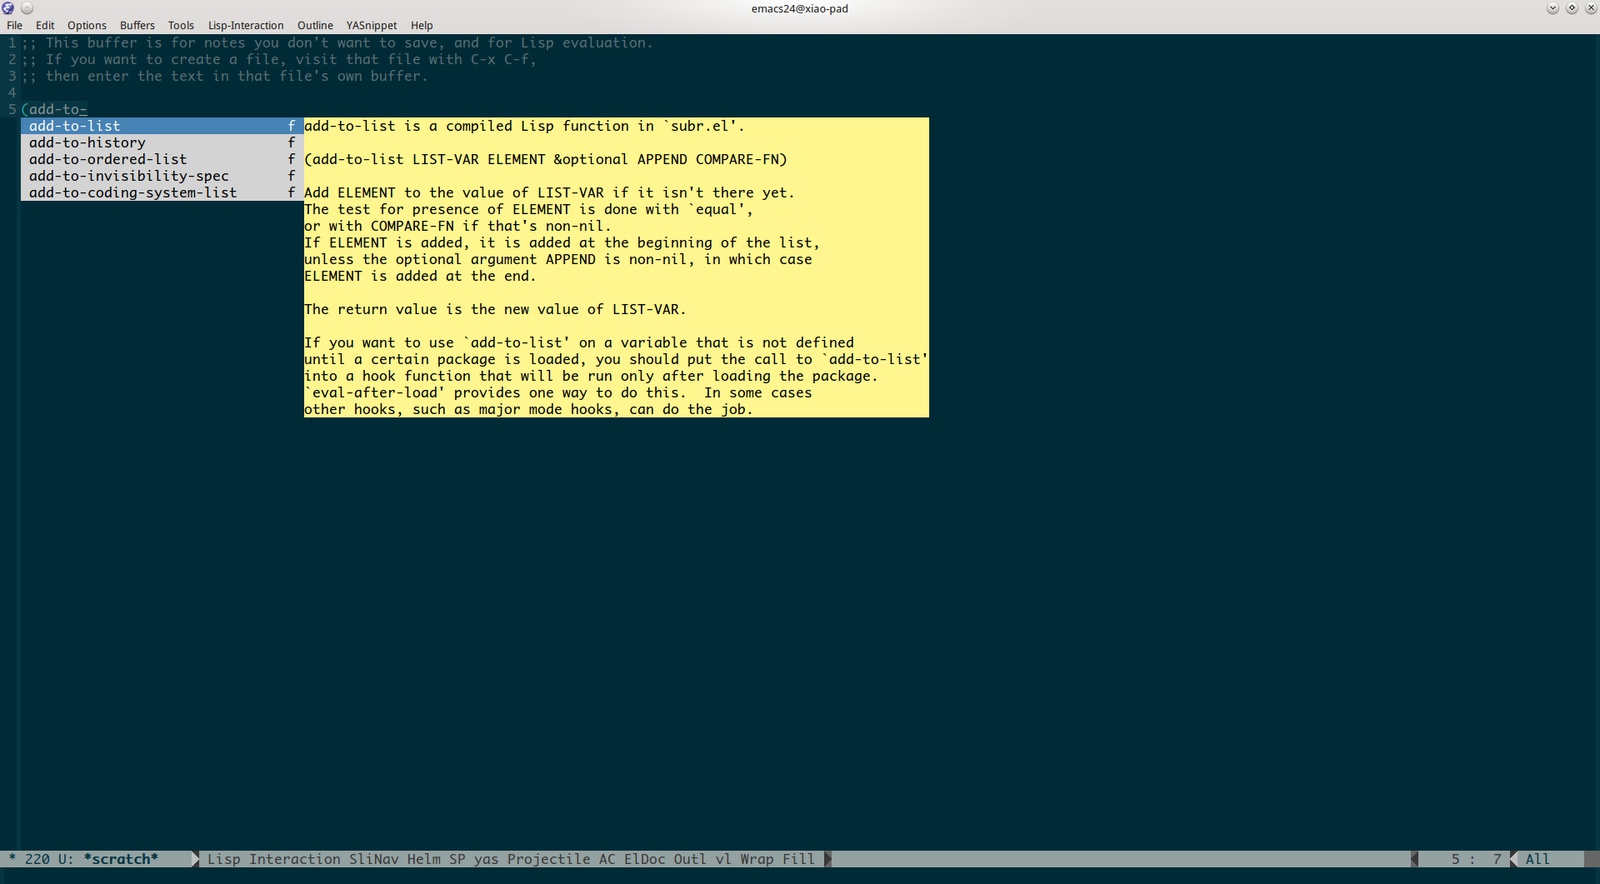 emacs24@xiao-pad
File Edit Options Buffers Tools Lisp-Interaction Outline YASnippet Help
1 ;; This buffer is for notes you don't want to save, and for Lisp evaluation.
2 ;; If you want to create a file, visit that file with C-x C-f,
3 ;; then enter the text in that file's own buffer.
4
5 (add-to-
add-to-list f
add-to-history f
add-to-ordered-list f
add-to-invisibility-spec f
add-to-coding-system-list f
add-to-list is a compiled Lisp function in `subr.el'.
(add-to-list LIST-VAR ELEMENT &optional APPEND COMPARE-FN)
Add ELEMENT to the value of LIST-VAR if it isn't there yet.
The test for presence of ELEMENT is done with `equal',
or with COMPARE-FN if that's non-nil.
If ELEMENT is added, it is added at the beginning of the list,
unless the optional argument APPEND is non-nil, in which case
ELEMENT is added at the end.
The return value is the new value of LIST-VAR.
If you want to use `add-to-list' on a variable that is not defined
until a certain package is loaded, you should put the call to `add-to-list'
into a hook function that will be run only after loading the package.
`eval-after-load' provides one way to do this.  In some cases
other hooks, such as major mode hooks, can do the job.
* 220 U: *scratch* Lisp Interaction SliNav Helm SP yas Projectile AC ElDoc Outl vl Wrap Fill 5 : 7 All